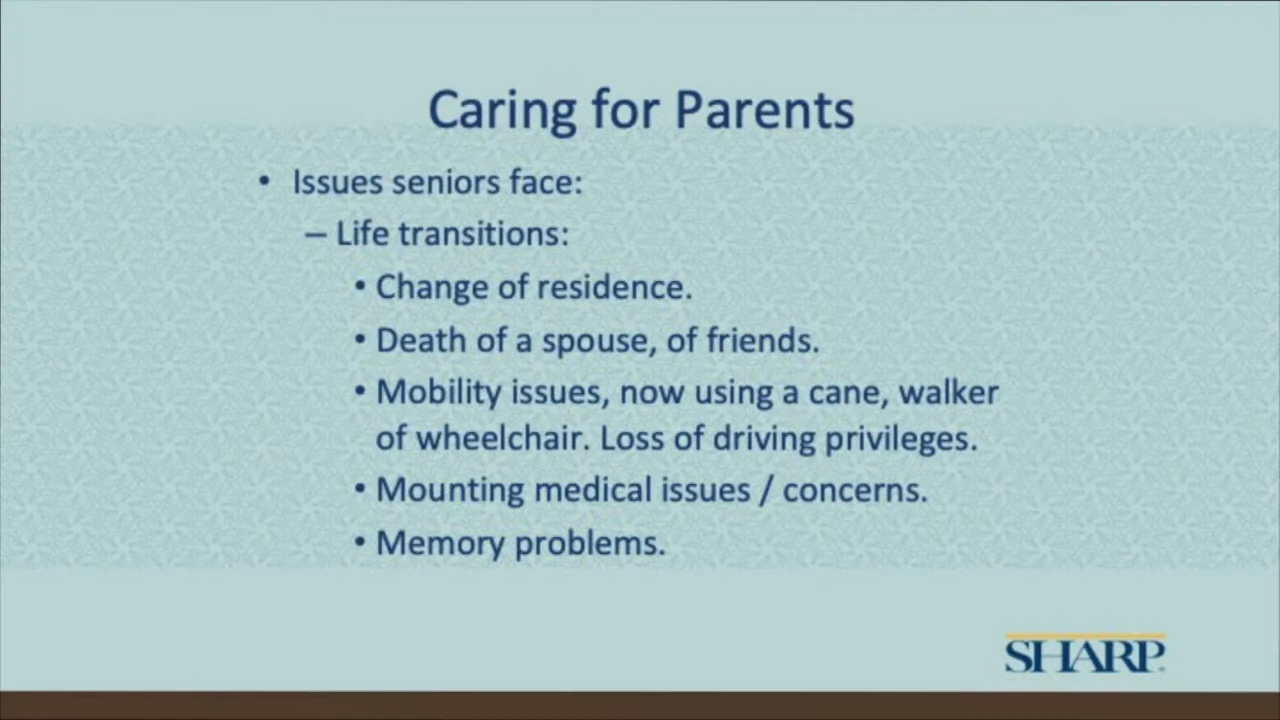 Caring for Parents
• Issues seniors face:
– Life transitions:
• Change of residence.
• Death of a spouse, of friends.
• Mobility issues, now using a cane, walker
of wheelchair. Loss of driving privileges.
• Mounting medical issues / concerns.
• Memory problems.
SHARP